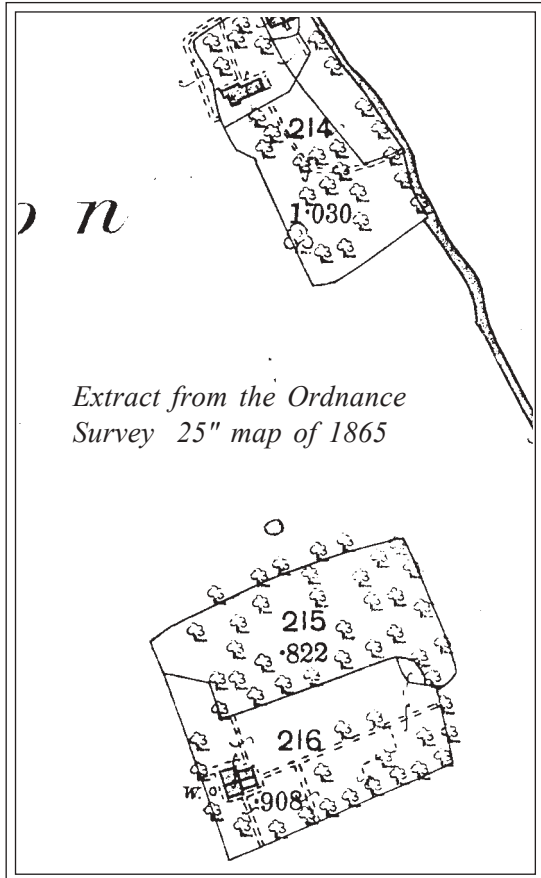 214
1·030
n
Extract from the Ordnance
Survey 25" map of 1865
215
·822
216
W.
·908